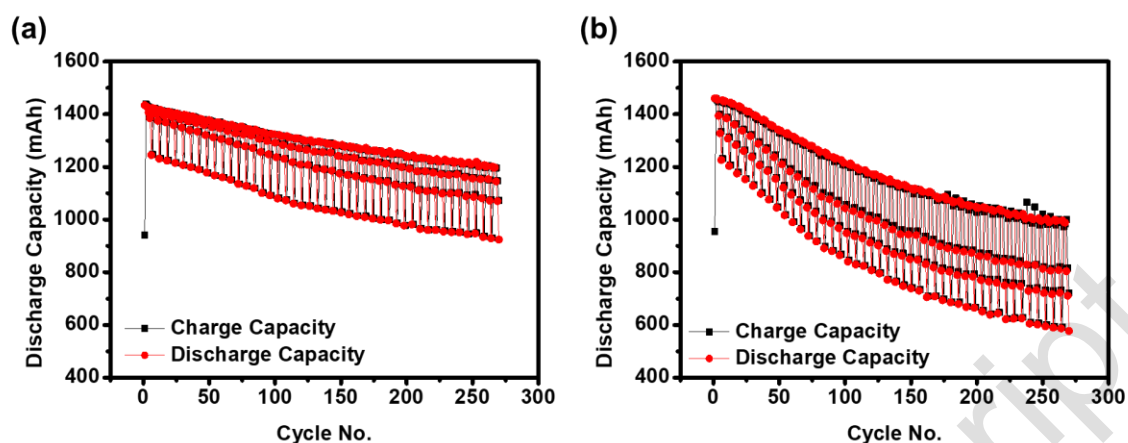 (a)
Discharge Capacity (mAh)
1600
1400
1200
1000
800
600
400
Charge Capacity
Discharge Capacity
0 50 100 150 200 250 300
Cycle No.
(b)
Discharge Capacity (mAh)
1600
1400
1200
1000
800
600
400
Charge Capacity
Discharge Capacity
0 50 100 150 200 250 300
Cycle No.
ript